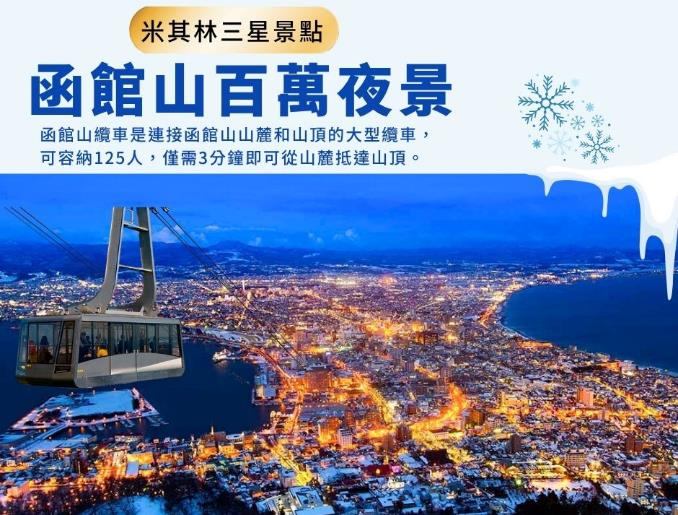 米其林三星景點
函館山百萬夜景
函館山纜車是連接函館山山麓和山頂的大型纜車，
可容納125人，僅需3分鐘即可從山麓抵達山頂。